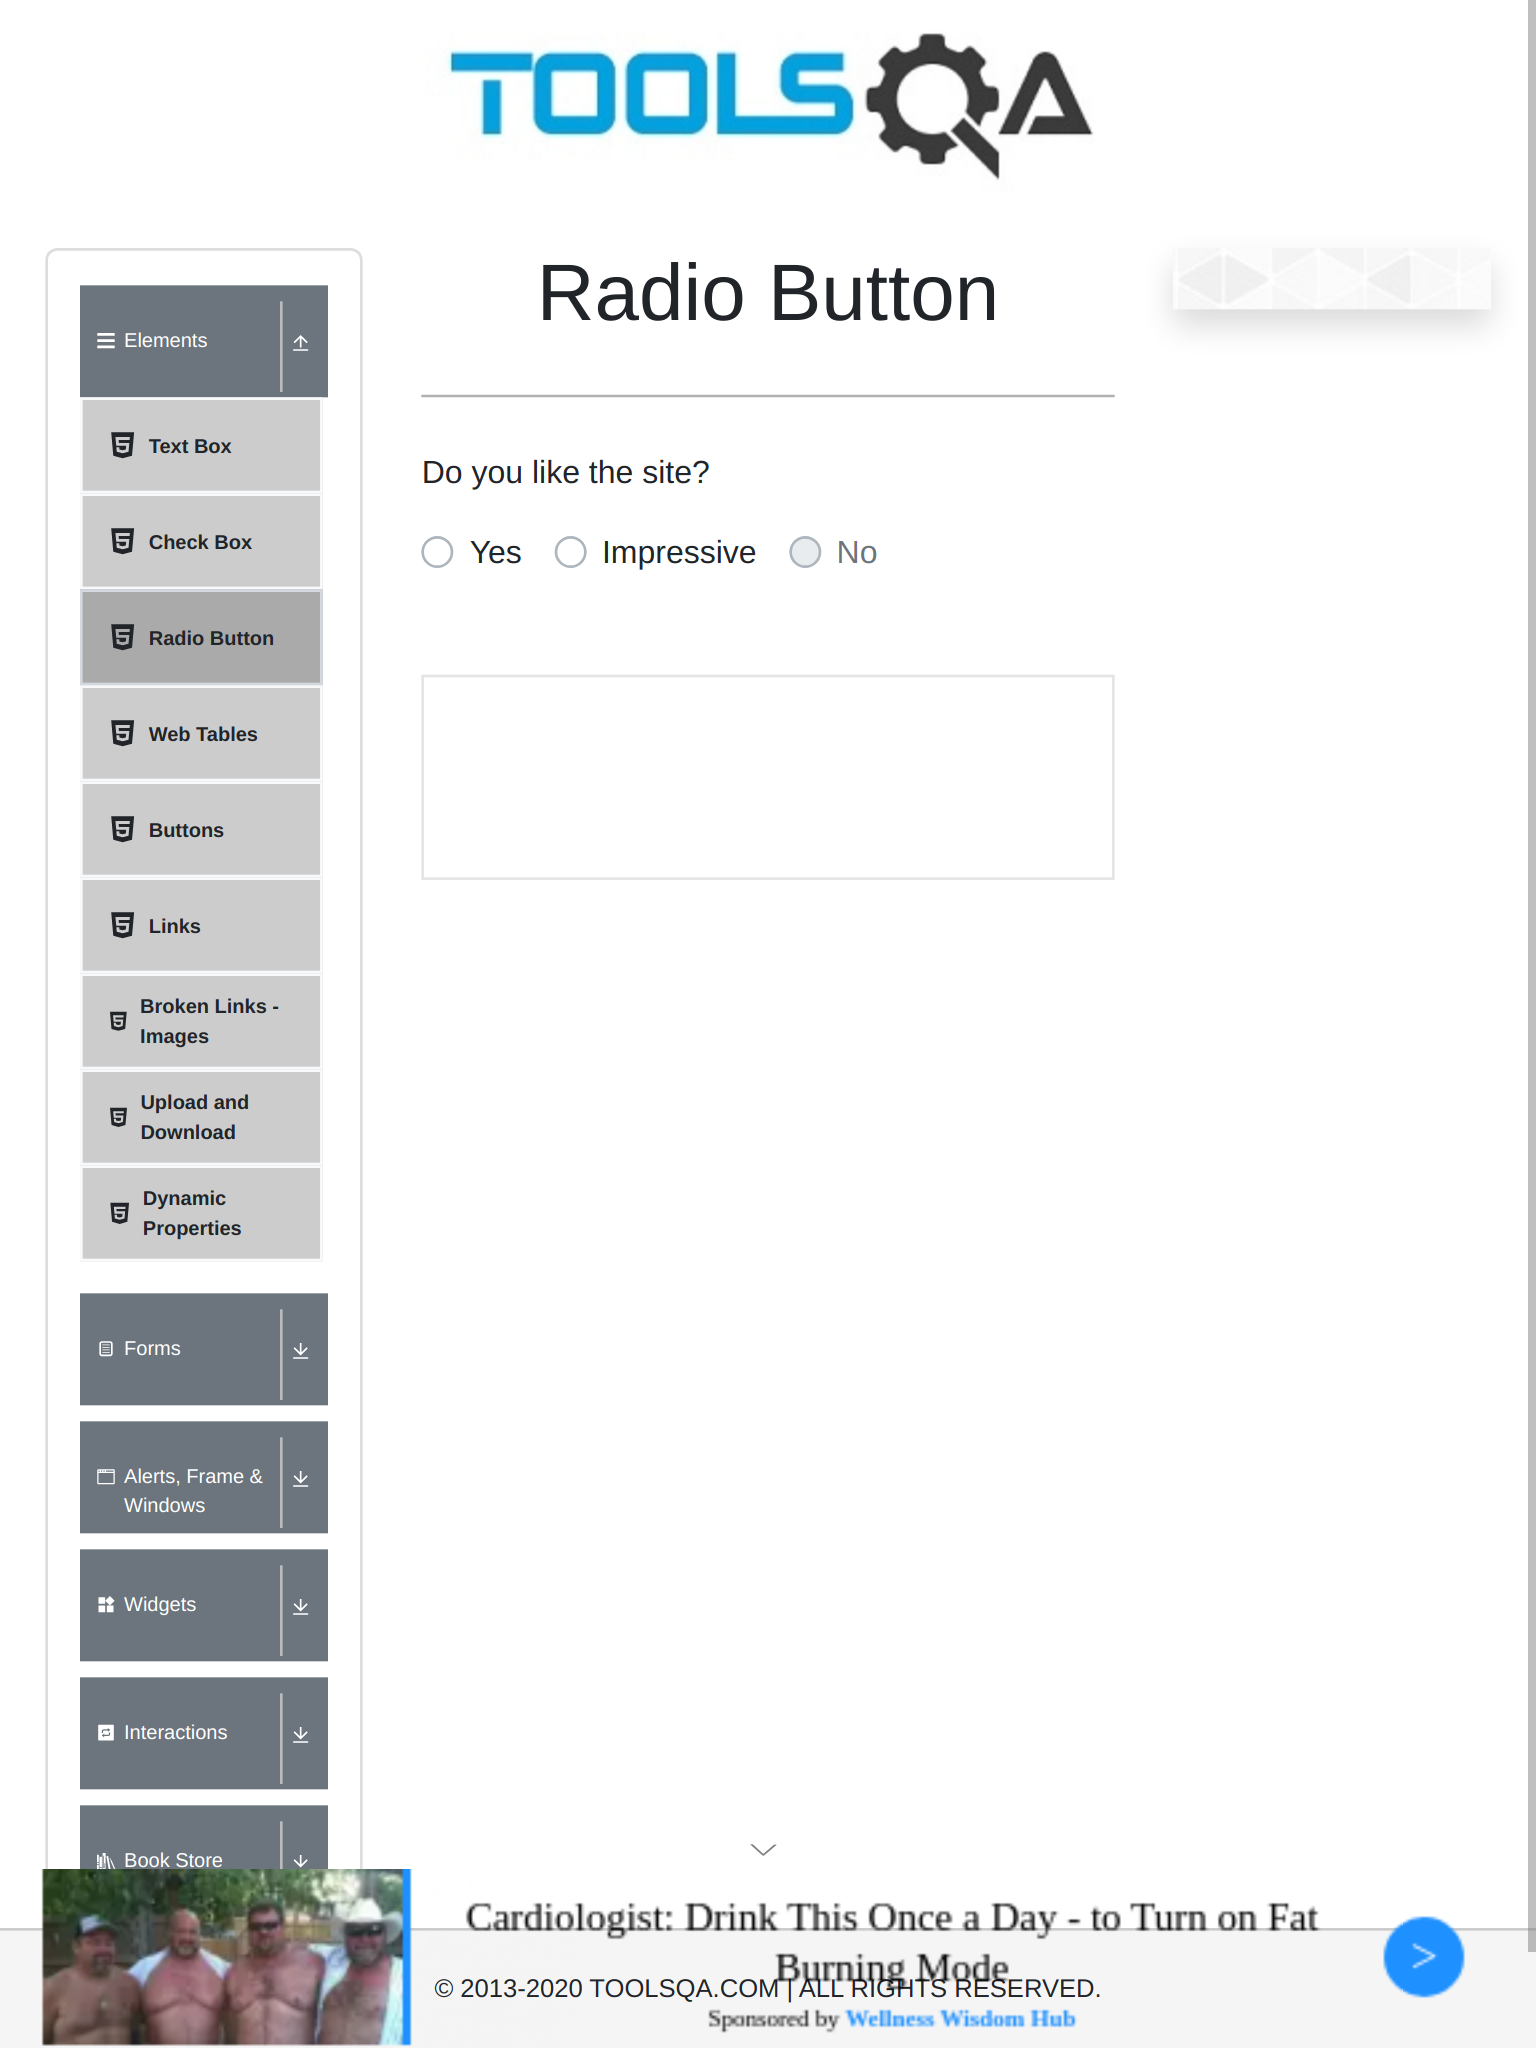 TOOLSQA
Radio Button
Elements
Text Box
Check Box
Radio Button
Web Tables
Buttons
Links
Broken Links -
Images
Upload and
Download
Dynamic
Properties
Forms
Alerts, Frame &
Windows
Widgets
Interactions
Book Store
Do you like the site?
Yes
Impressive
No
Cardiologist: Drink This Once a Day - to Turn on Fat
Burning Mode
© 2013-2020 TOOLSQA.COM | ALL RIGHTS RESERVED.
Sponsored by Wellness Wisdom Hub